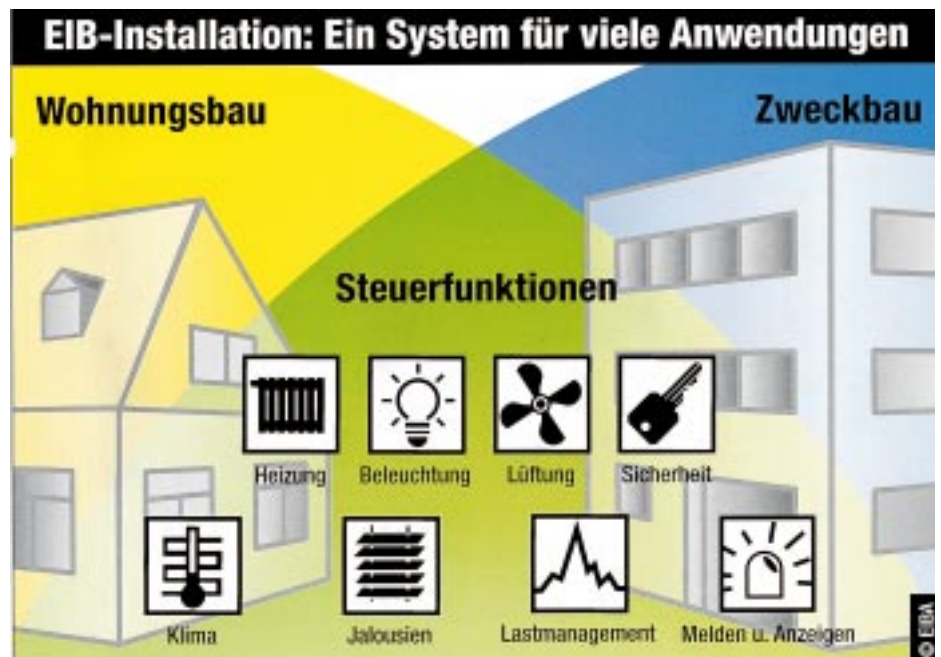 EIB-Installation: Ein System für viele Anwendungen
Wohnungsbau
Zweckbau
Steuerfunktionen
Heizung
Beleuchtung
Lüftung
Sicherheit
Klima
Jalousien
Lastmanagement
Melden u. Anzeigen
© EIBA